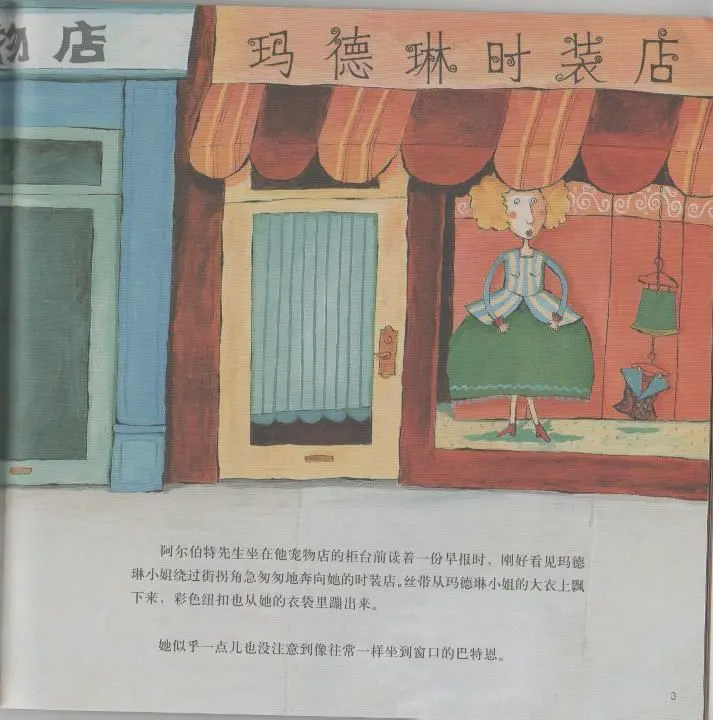 物店
玛德琳时装店
阿尔伯特先生坐在他宠物店的柜台前读着一份早报时，刚好看见玛德
琳小姐绕过街拐角急匆匆地奔向她的时装店。丝带从玛德琳小姐的大衣上飘
下来，彩色纽扣也从她的衣袋里蹦出来。
她似乎一点儿也没注意到像往常一样坐到窗口的巴特恩。
3